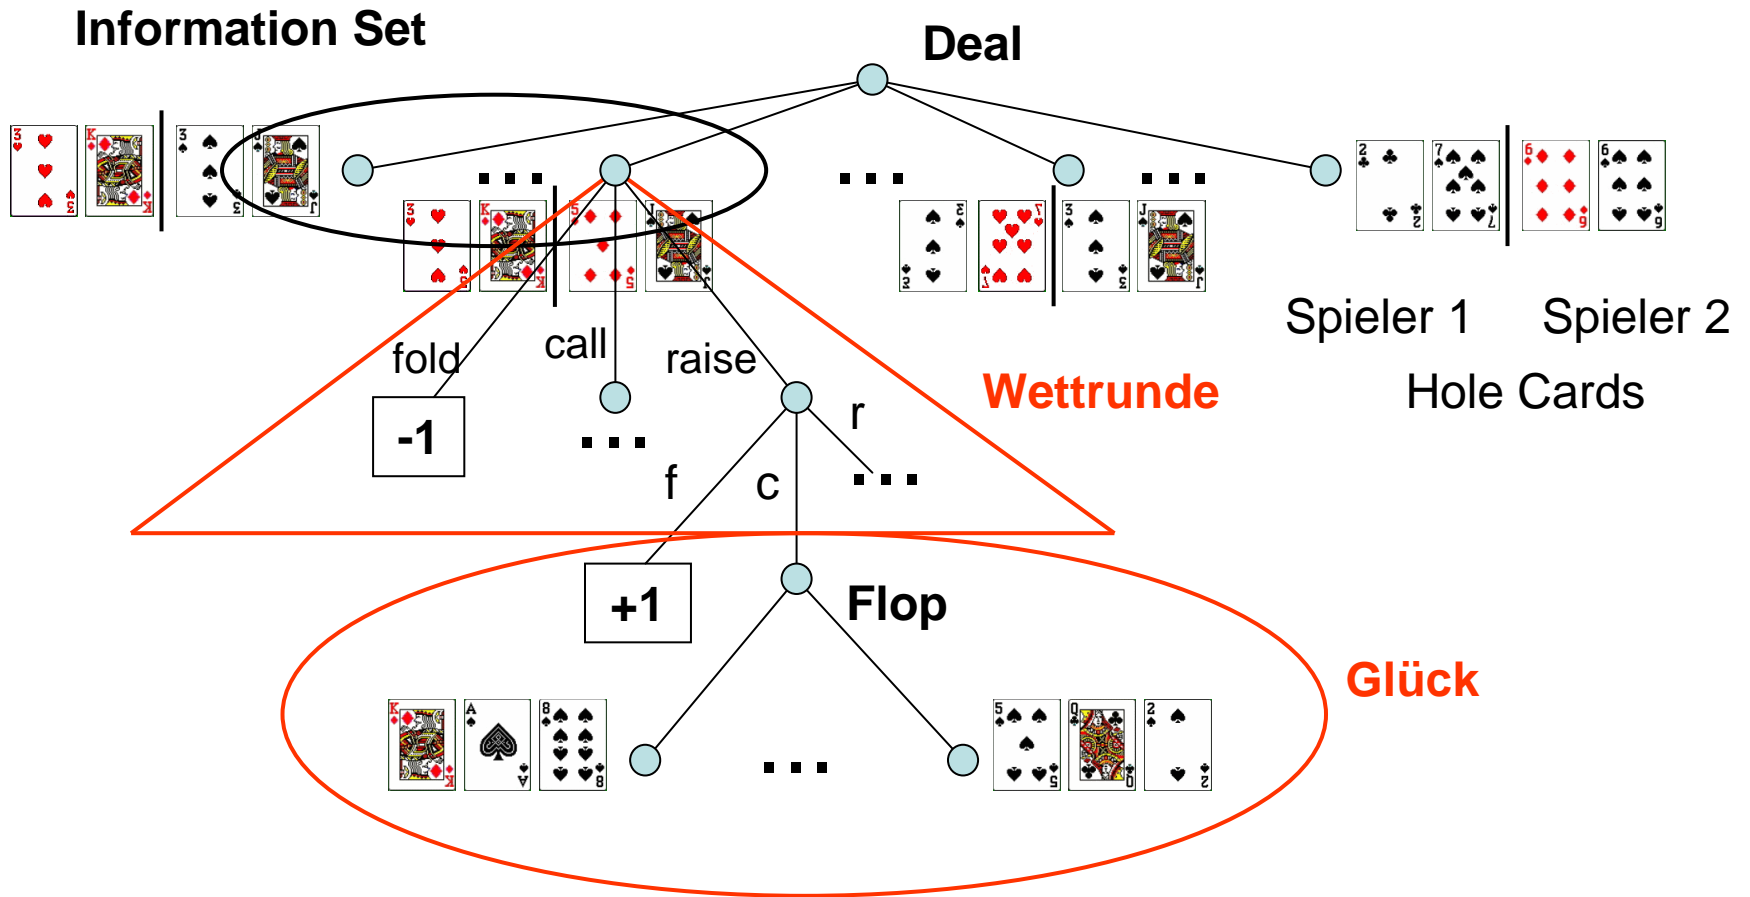 Information Set
Deal
Spieler 1 Spieler 2
Hole Cards
fold
call
raise
Wettrunde
-1
r
f
c
+1
Flop
Glück